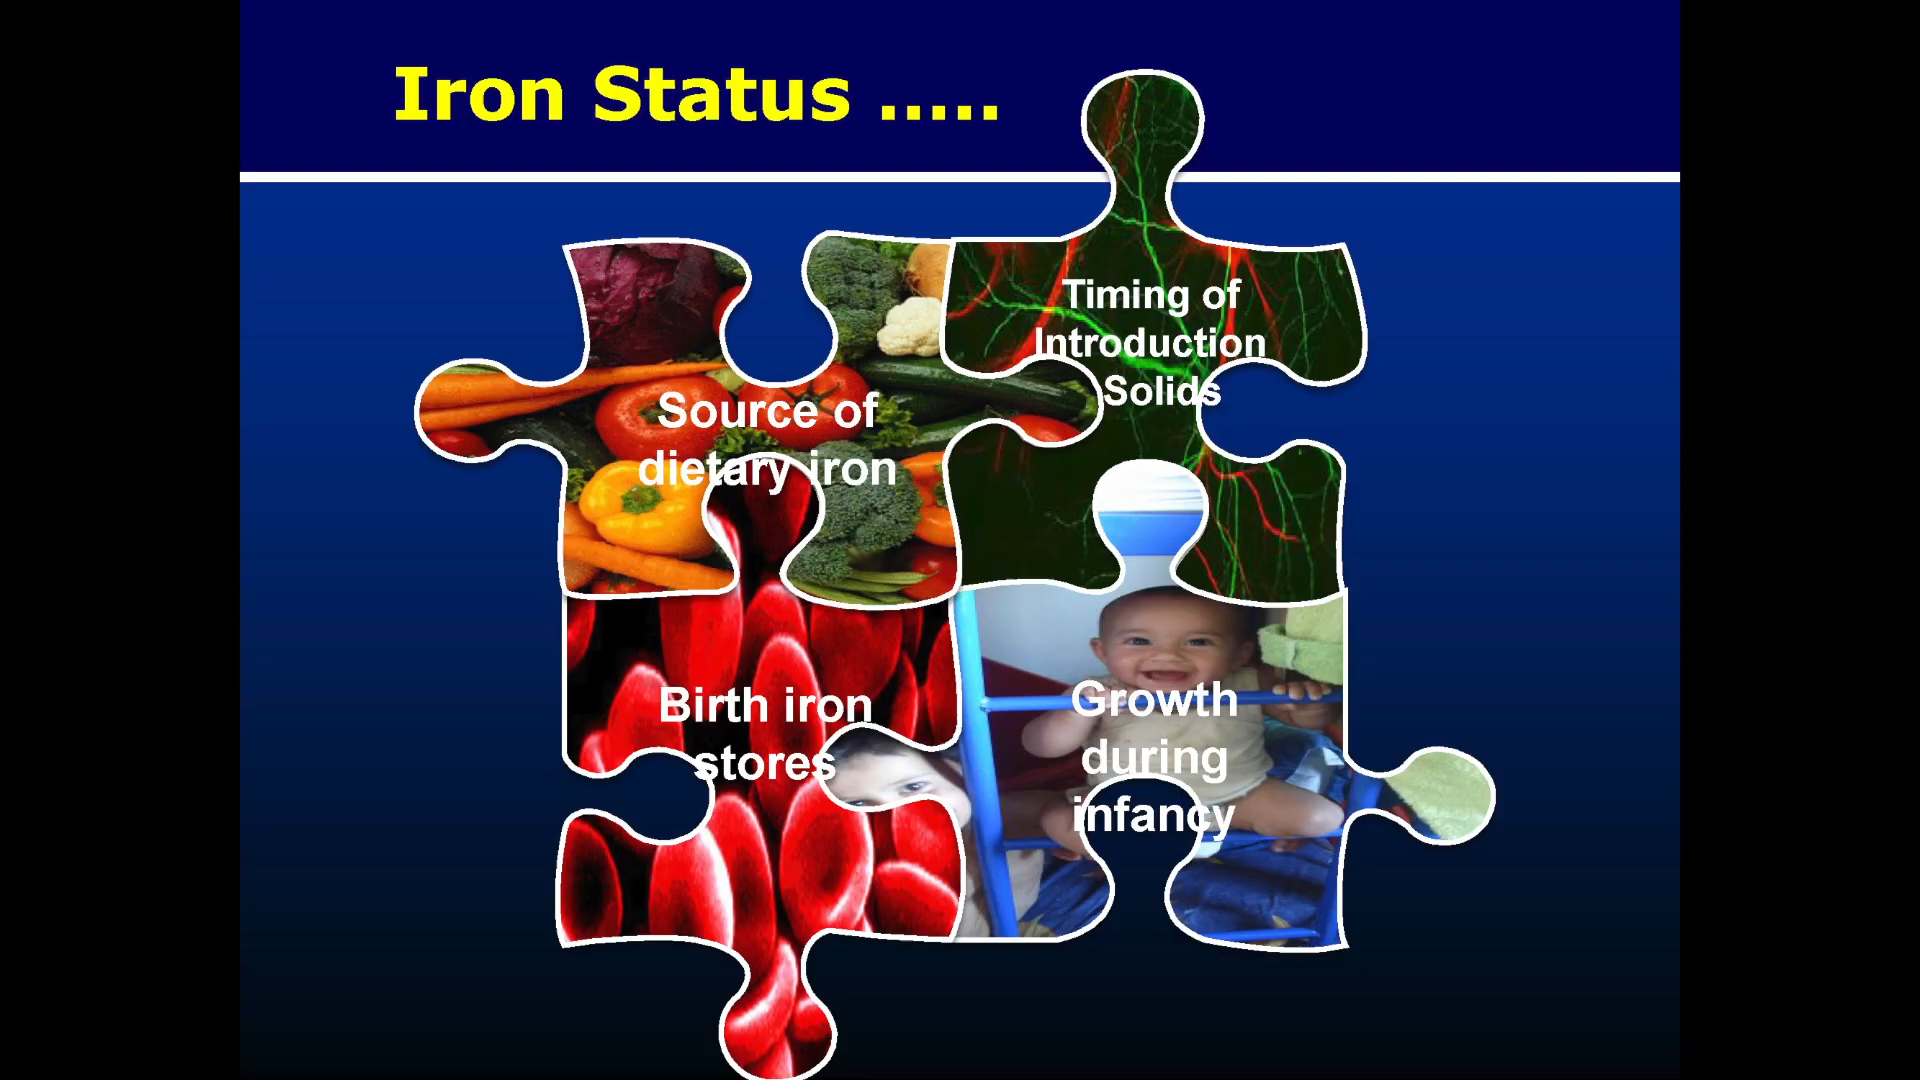 Iron Status .....
Timing of
Introduction
Solids
Source of
dietary iron
Birth iron
stores
Growth
during
infancy